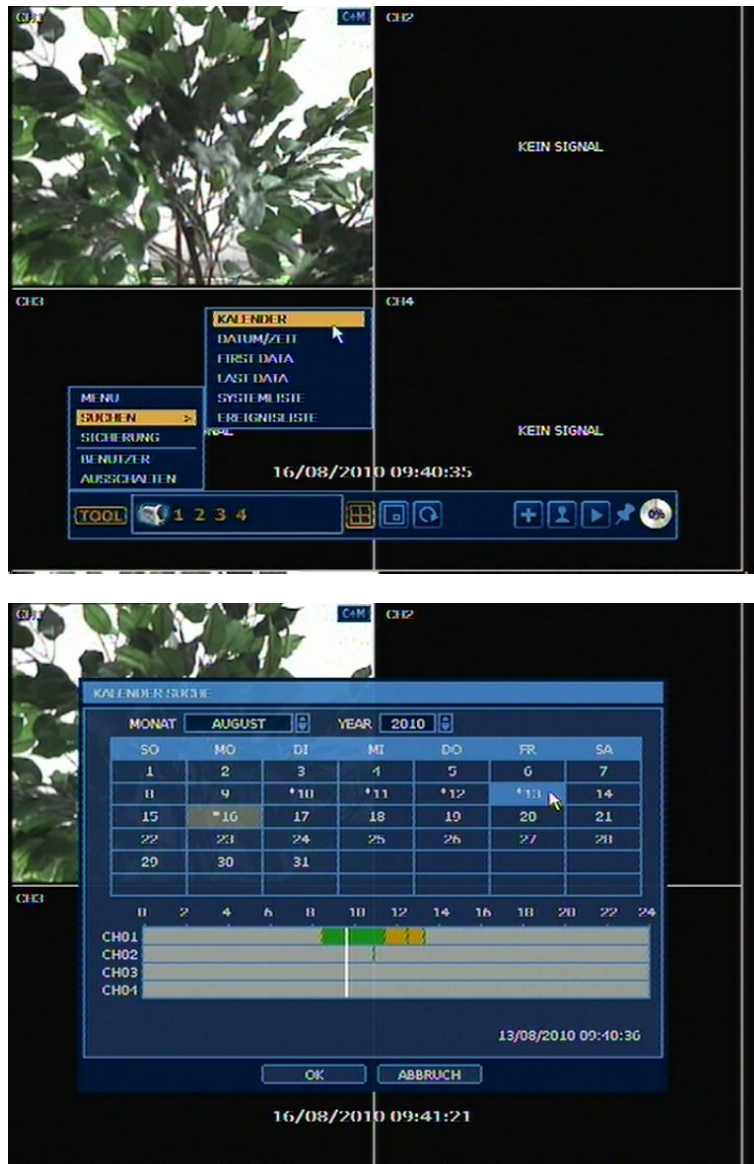 CH1 C+M CH2
KEIN SIGNAL
CH3 CH4
KALENDER
DATUM/ZEIT
FIRST DATA
LAST DATA
SYSTEMLISTE
EREIGNISLISTE
MENU
SUCHEN >
SICHERUNG
BENUTZER
AUSSCHALTEN
KEIN SIGNAL
16/08/2010 09:40:35
TOOL 1 2 3 4 0%
C+M CH2
KALENDER SUCHE
MONAT AUGUST YEAR 2010
SO MO DI MI DO FR SA
1 2 3 4 5 6 7
8 9 *10 *11 *12 *13 14
15 *16 17 18 19 20 21
22 23 24 25 26 27 28
29 30 31
CH3
0 2 4 6 8 10 12 14 16 18 20 22 24
CH01
CH02
CH03
CH04
13/08/2010 09:40:36
OK ABBRUCH
16/08/2010 09:41:21